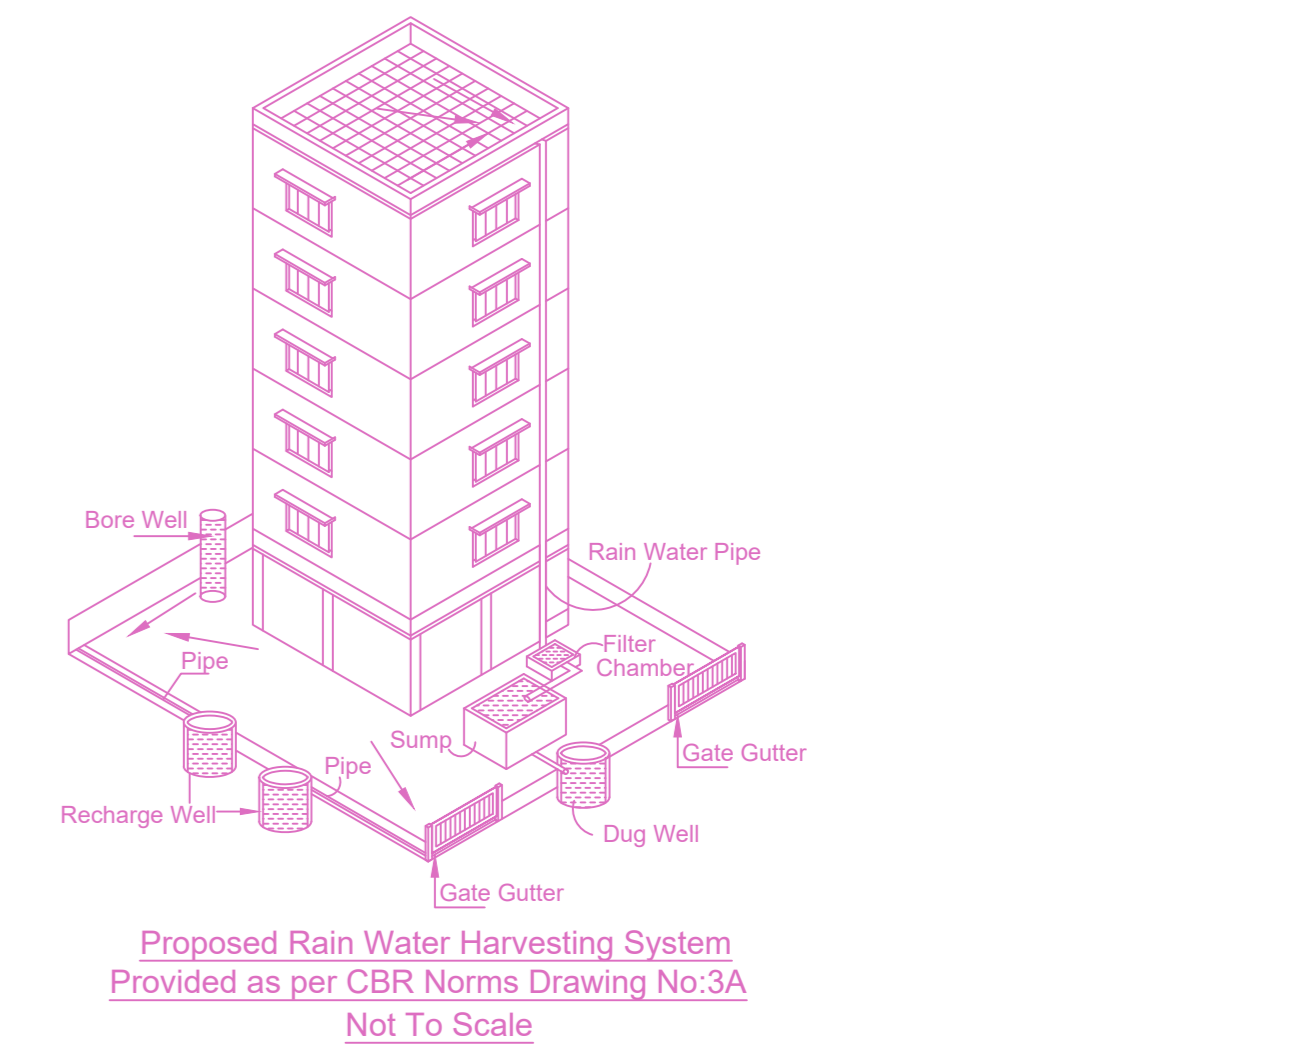 Bore Well
Rain Water Pipe
Filter
Chamber
Pipe
Sump
Gate Gutter
Pipe
Recharge Well
Dug Well
Gate Gutter
Proposed Rain Water Harvesting System
Provided as per CBR Norms Drawing No:3A
Not To Scale